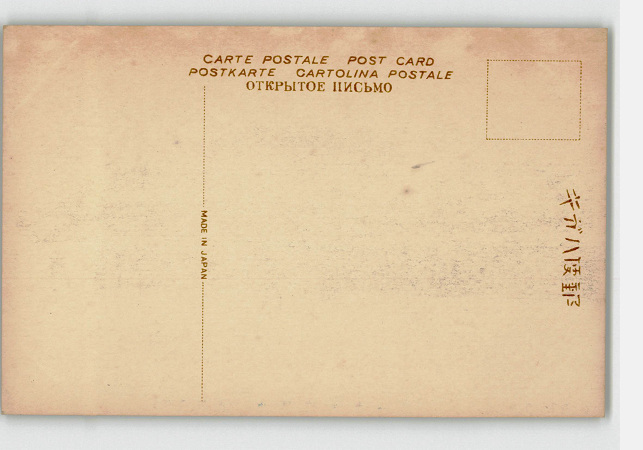 CARTE POSTALE POST CARD
POSTKARTE CARTOLINA POSTALE
ОТКРЫТОЕ ПИСЬМО
MADE IN JAPAN
郵便ハガキ